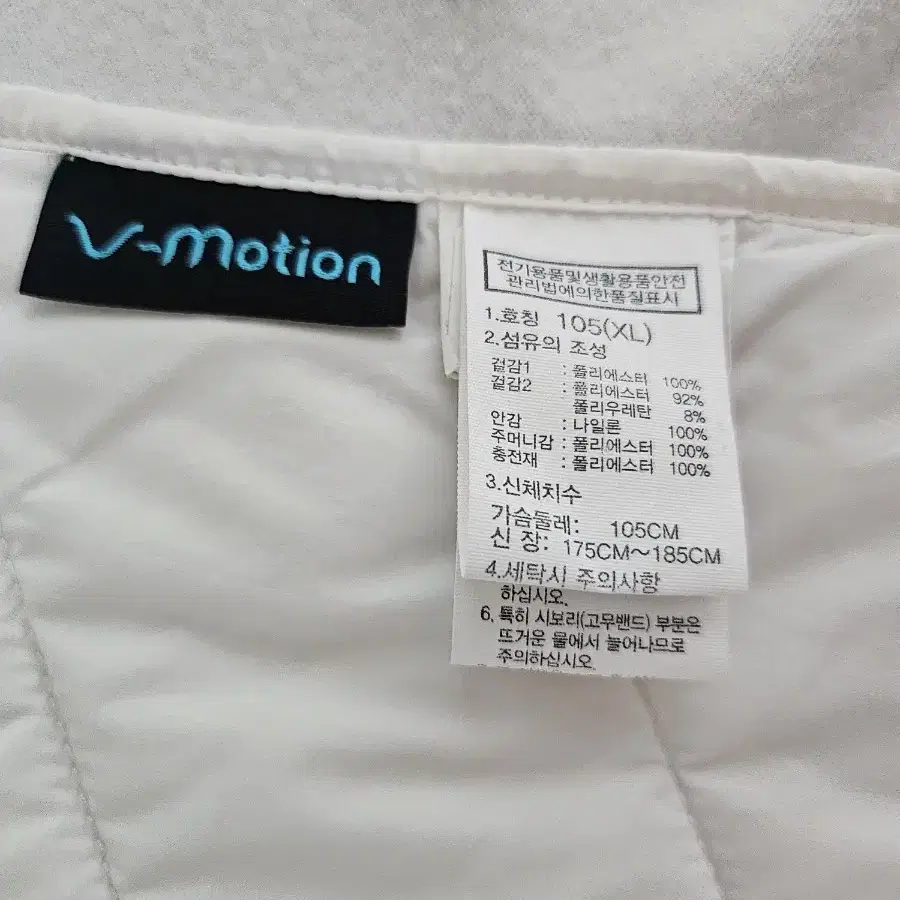 V-Motion
전기용품및생활용품안전
관리법에의한품질표시
1.호칭 105(XL)
2.섬유의 조성
겉감1 : 폴리에스터 100%
겉감2 : 폴리에스터 92%
폴리우레탄 8%
안감 : 나일론 100%
주머니감 : 폴리에스터 100%
충전재 : 폴리에스터 100%
3.신체치수
가슴둘레: 105CM
신 장: 175CM~185CM
4.세탁시 주의사항
하십시오.
6. 특히 시보리(고무밴드) 부분은
뜨거운 물에서 늘어나므로
주의하십시오.